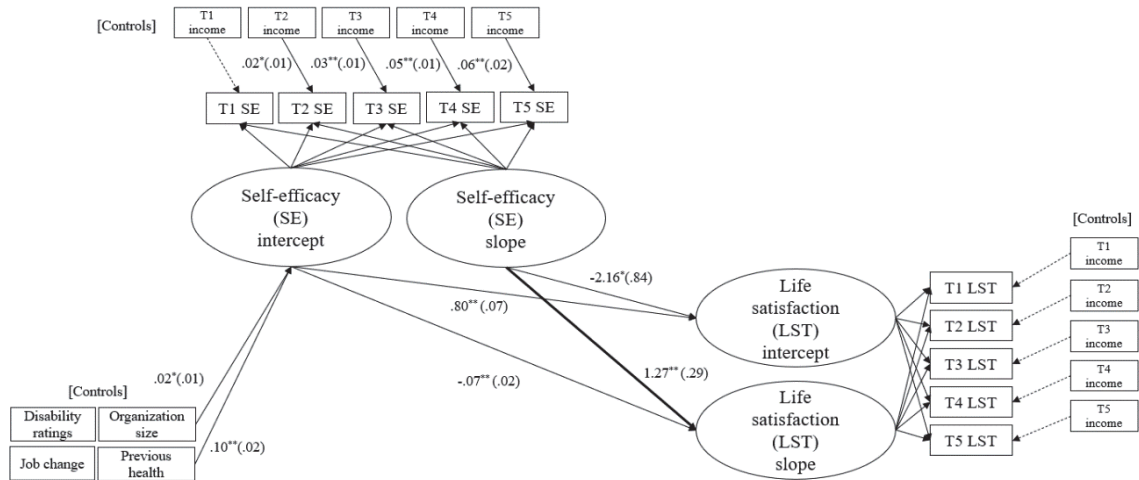 [Controls]
T1
income
T2
income
T3
income
T4
income
T5
income
.02*(.01)
.03**(.01)
.05**(.01)
.06**(.02)
T1 SE
T2 SE
T3 SE
T4 SE
T5 SE
Self-efficacy
(SE)
intercept
Self-efficacy
(SE)
slope
-2.16*(.84)
.80**(.07)
1.27**(.29)
-.07**(.02)
Life
satisfaction
(LST)
intercept
Life
satisfaction
(LST)
slope
T1 LST
T2 LST
T3 LST
T4 LST
T5 LST
[Controls]
T1
income
T2
income
T3
income
T4
income
T5
income
[Controls]
Disability
ratings
Organization
size
Job change
Previous
health
.02*(.01)
.10**(.02)